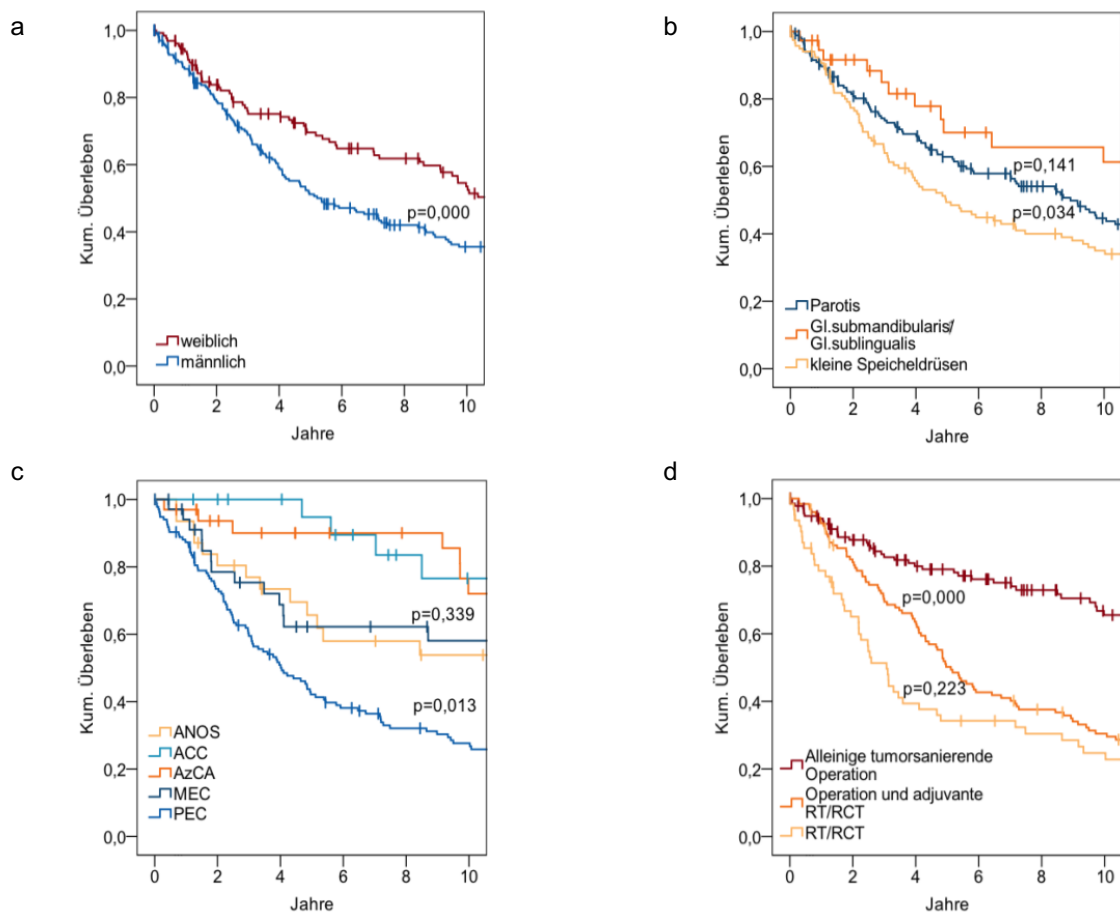 a
1,0
0,8
0,6
0,4
0,2
0,0
Kum. Überleben
p=0,000
weiblich
männlich
0 2 4 6 8 10
Jahre
b
1,0
0,8
0,6
0,4
0,2
0,0
Kum. Überleben
p=0,141
p=0,034
Parotis
Gl.submandibularis/
Gl.sublingualis
kleine Speicheldrüsen
0 2 4 6 8 10
Jahre
c
1,0
0,8
0,6
0,4
0,2
0,0
Kum. Überleben
p=0,339
p=0,013
ANOS
ACC
AzCA
MEC
PEC
0 2 4 6 8 10
Jahre
d
1,0
0,8
0,6
0,4
0,2
0,0
Kum. Überleben
p=0,000
p=0,223
Alleinige tumorsanierende
Operation
Operation und adjuvante
RT/RCT
RT/RCT
0 2 4 6 8 10
Jahre